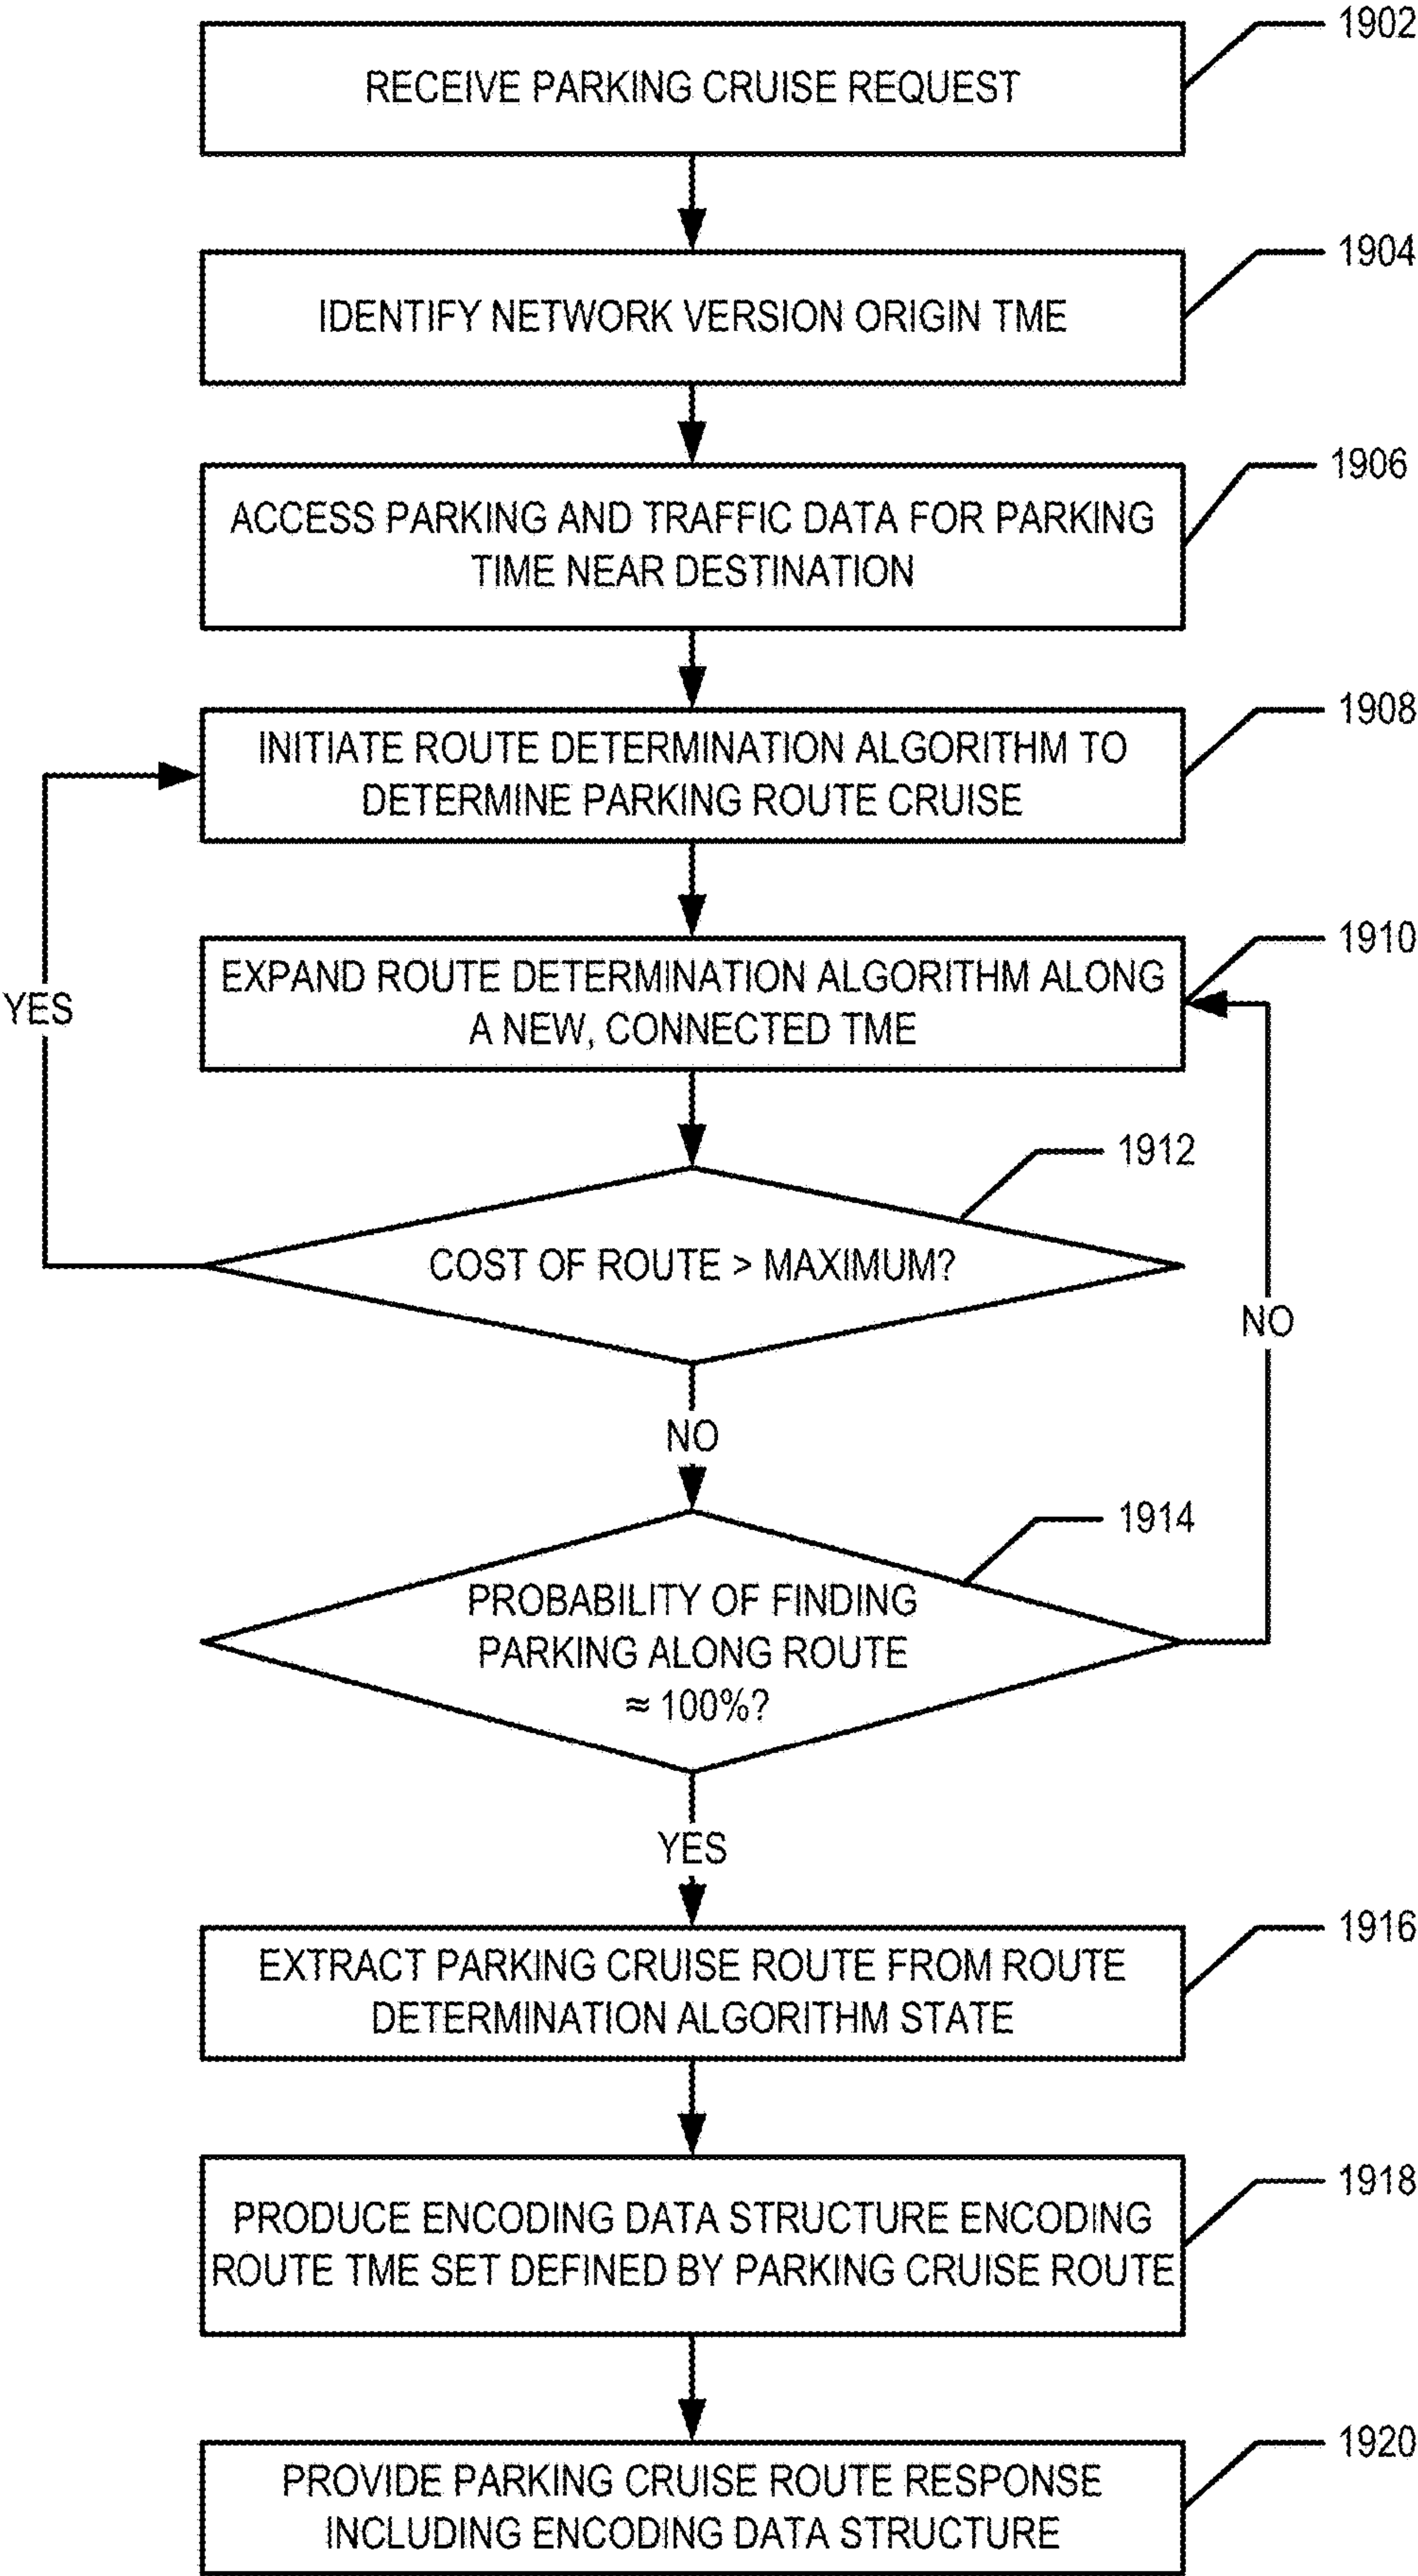 1902
RECEIVE PARKING CRUISE REQUEST
1904
IDENTIFY NETWORK VERSION ORIGIN TME
1906
ACCESS PARKING AND TRAFFIC DATA FOR PARKING
TIME NEAR DESTINATION
1908
INITIATE ROUTE DETERMINATION ALGORITHM TO
DETERMINE PARKING ROUTE CRUISE
1910
EXPAND ROUTE DETERMINATION ALGORITHM ALONG
A NEW, CONNECTED TME
YES
1912
COST OF ROUTE > MAXIMUM?
NO
NO
1914
PROBABILITY OF FINDING
PARKING ALONG ROUTE
≈ 100%?
YES
1916
EXTRACT PARKING CRUISE ROUTE FROM ROUTE
DETERMINATION ALGORITHM STATE
1918
PRODUCE ENCODING DATA STRUCTURE ENCODING
ROUTE TME SET DEFINED BY PARKING CRUISE ROUTE
1920
PROVIDE PARKING CRUISE ROUTE RESPONSE
INCLUDING ENCODING DATA STRUCTURE